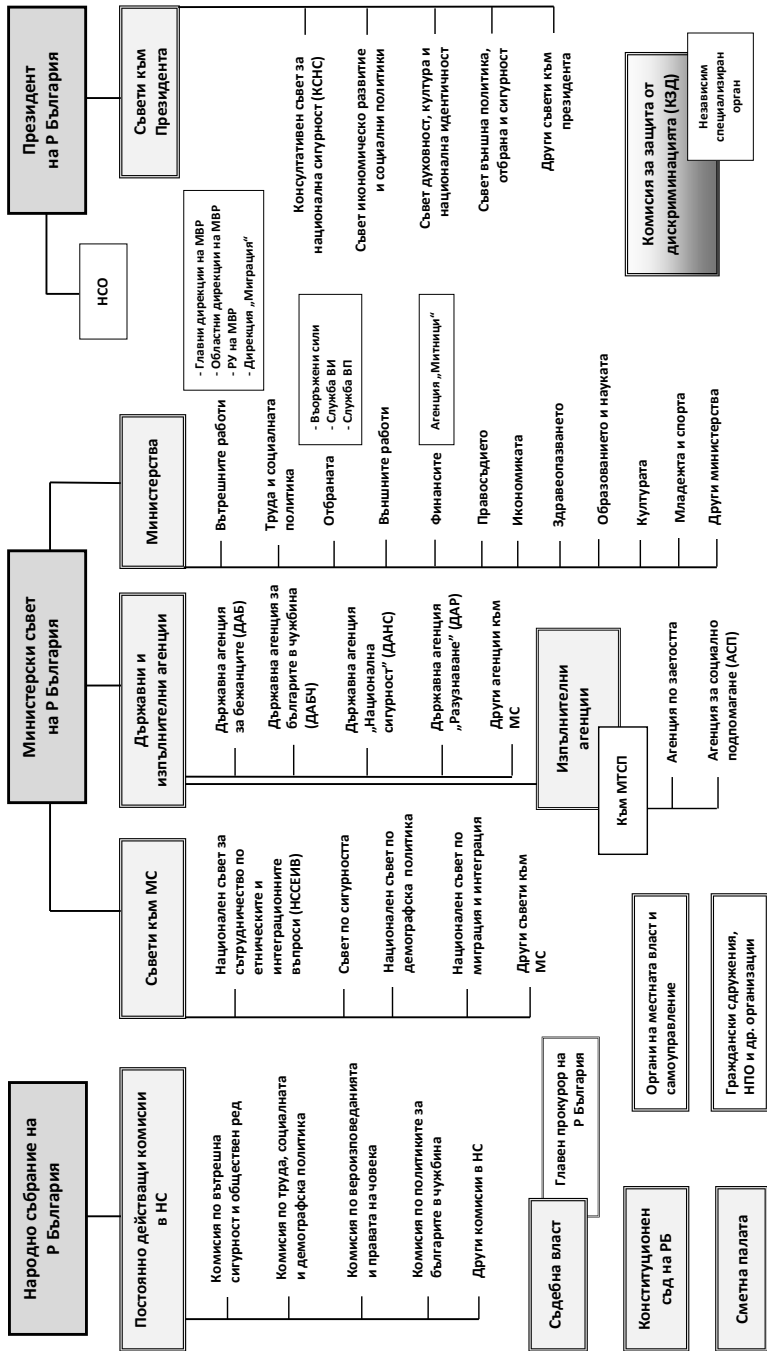 Народно събрание на
Р България
Постоянно действащи комисии
в НС
Комисия по вътрешна
сигурност и обществен ред
Комисия по труда, социалната
и демографска политика
Комисия по вероизповеданията
и правата на човека
Комисия по политиките за
българите в чужбина
Други комисии в НС
Съдебна власт
Главен прокурор на
Р България
Конституционен
съд на РБ
Сметна палата
Органи на местната власт и
самоуправление
Граждански сдружения,
НПО и др. организации
Министерски съвет
на Р България
Съвети към МС
Национален съвет за
сътрудничество по
етническите и
интеграционните
въпроси (НССЕИВ)
Съвет по сигурността
Национален съвет по
демографска политика
Национален съвет по
миграция и интеграция
Други съвети към
МС
Държавни и
изпълнителни агенции
Държавна агенция
за бежанците (ДАБ)
Държавна агенция за
българите в чужбина
(ДАБЧ)
Държавна агенция
„Национална
сигурност” (ДАНС)
Държавна агенция
„Разузнаване” (ДАР)
Други агенции към
МС
Изпълнителни
агенции
Към МТСП
Агенция по заетостта
Агенция за социално
подпомагане (АСП)
Министерства
Вътрешните работи
- Главни дирекции на МВР
- Областни дирекции на МВР
- РУ на МВР
- Дирекция „Миграция“
Труда и социалната
политика
Отбраната
- Въоръжени сили
- Служба ВИ
- Служба ВП
Външните работи
Финансите
Агенция „Митници“
Правосъдието
Икономиката
Здравеопазването
Образованието и науката
Културата
Младежта и спорта
Други министерства
Президент
на Р България
НСО
Съвети към
Президента
Консултативен съвет за
национална сигурност (КСНС)
Съвет икономическо развитие
и социални политики
Съвет духовност, култура и
национална идентичност
Съвет външна политика,
отбрана и сигурност
Други съвети към
президента
Комисия за защита от
дискриминацията (КЗД)
Независим
специализиран
орган